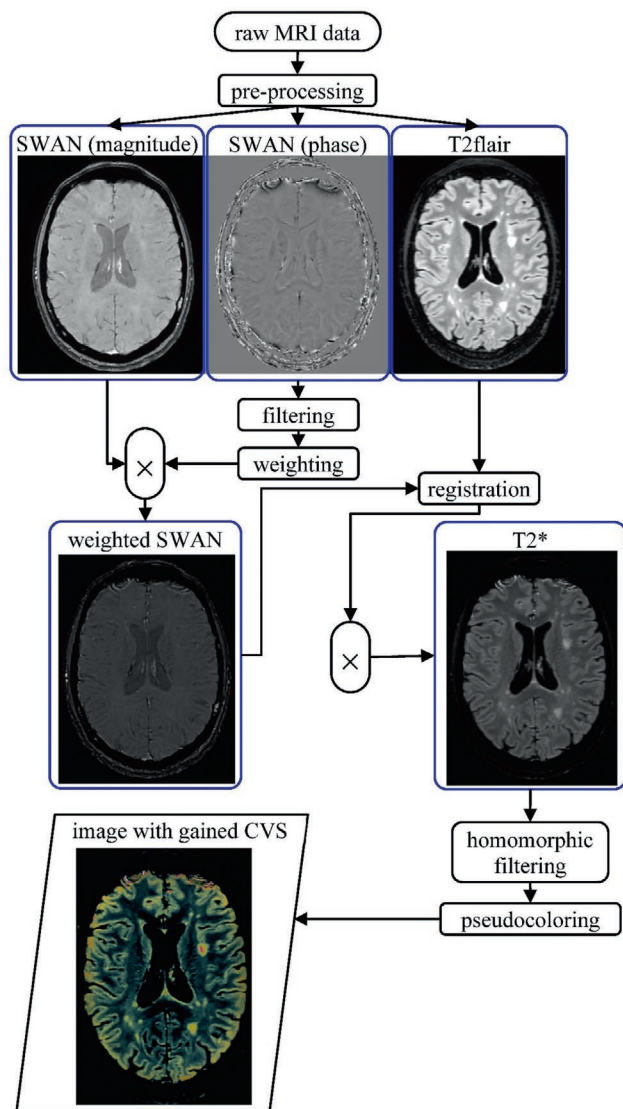 raw MRI data
pre-processing
SWAN (magnitude)
SWAN (phase)
T2flair
filtering
×
weighting
registration
weighted SWAN
T2*
×
homomorphic
filtering
image with gained CVS
pseudocoloring